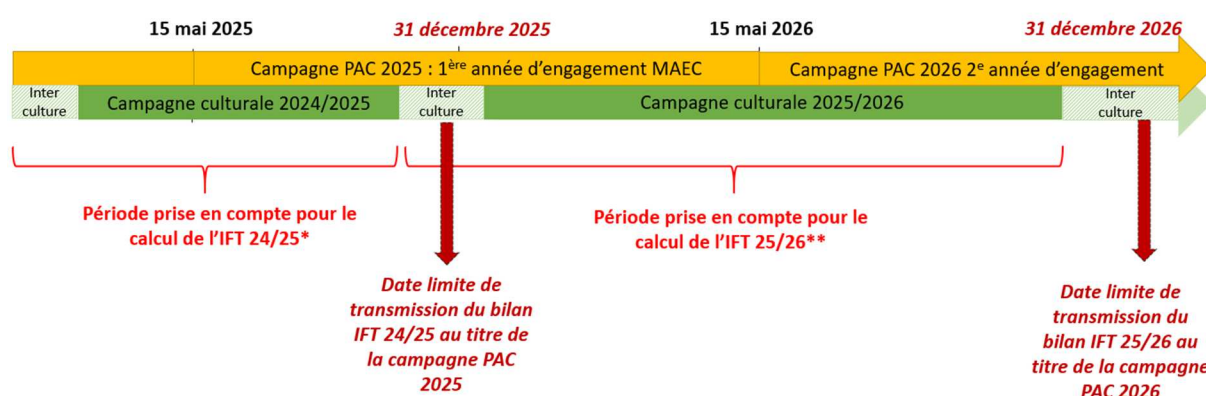 15 mai 2025
31 décembre 2025
15 mai 2026
31 décembre 2026
Campagne PAC 2025 : 1ère année d'engagement MAEC
Campagne PAC 2026 2e année d'engagement
Inter
culture
Campagne culturale 2024/2025
Inter
culture
Campagne culturale 2025/2026
Inter
culture
Période prise en compte pour le
calcul de l'IFT 24/25*
Période prise en compte pour le
calcul de l'IFT 25/26**
Date limite de
transmission du bilan
IFT 24/25 au titre de
la campagne PAC
2025
Date limite de
transmission du
bilan IFT 25/26 au
titre de la campagne
PAC 2026